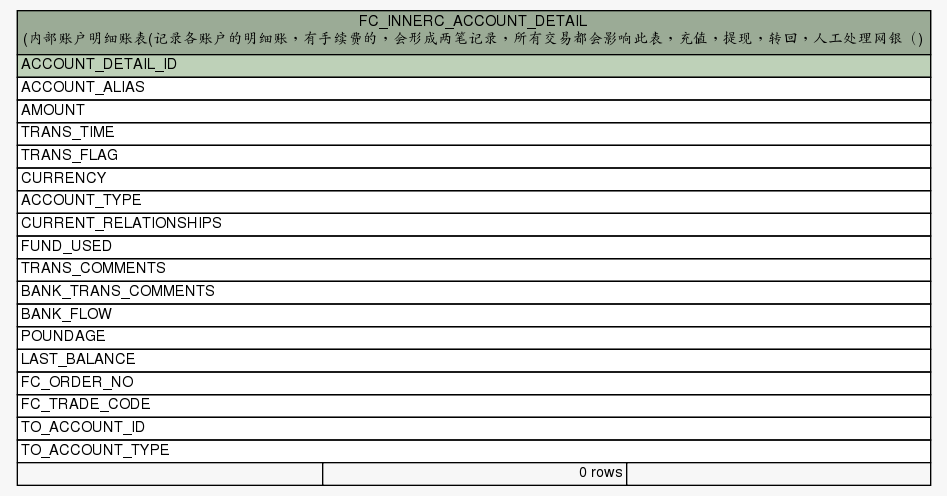 FC_INNERC_ACCOUNT_DETAIL
(内部账户明细账表(记录各账户的明细账，有手续费的，会形成两笔记录，所有交易都会影响此表，充值，提现，转回，人工处理网银（)
ACCOUNT_DETAIL_ID
ACCOUNT_ALIAS
AMOUNT
TRANS_TIME
TRANS_FLAG
CURRENCY
ACCOUNT_TYPE
CURRENT_RELATIONSHIPS
FUND_USED
TRANS_COMMENTS
BANK_TRANS_COMMENTS
BANK_FLOW
POUNDAGE
LAST_BALANCE
FC_ORDER_NO
FC_TRADE_CODE
TO_ACCOUNT_ID
TO_ACCOUNT_TYPE
0 rows